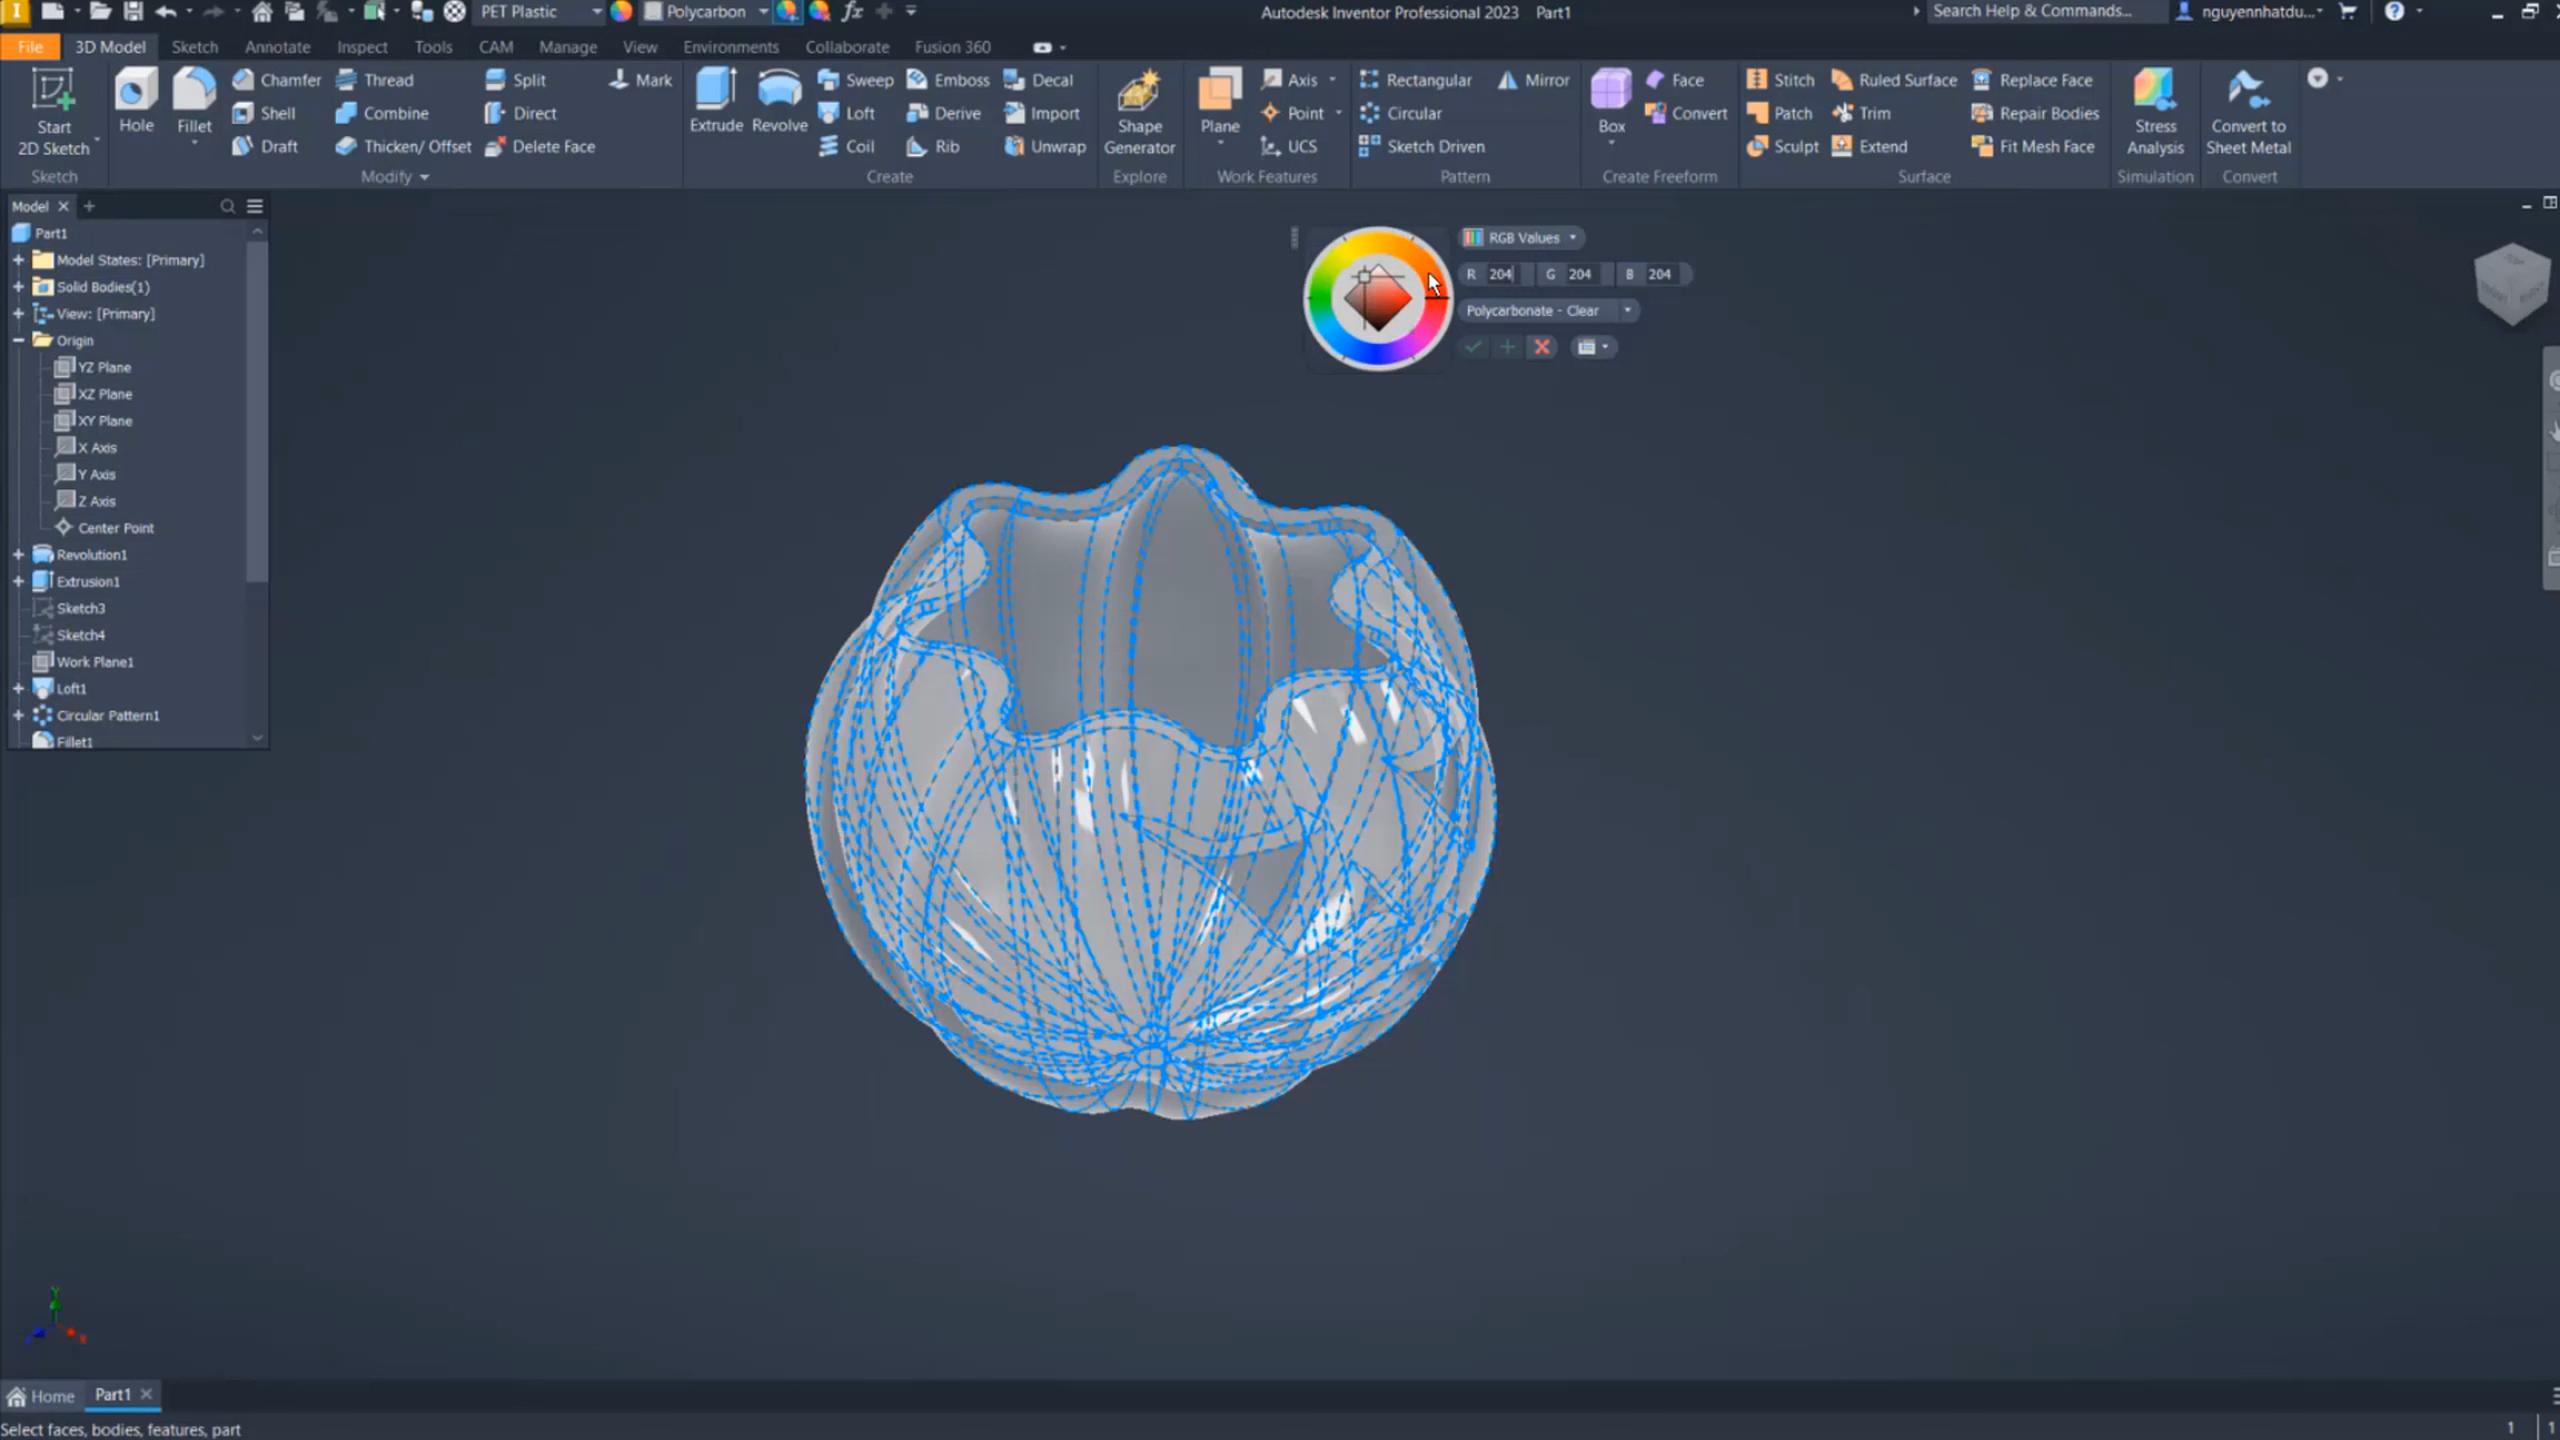 PET Plastic Polycarbon fx Autodesk Inventor Professional 2023 Part1 Search Help & Commands... nguyennhatdu...
File 3D Model Sketch Annotate Inspect Tools CAM Manage View Environments Collaborate Fusion 360
Chamfer Thread Split Mark Sweep Emboss Decal Axis Rectangular Mirror Face Stitch Ruled Surface Replace Face
Start 2D Sketch Hole Fillet Shell Combine Direct Extrude Revolve Loft Derive Import Shape Generator Plane Point Circular Box Convert Patch Trim Repair Bodies Stress Analysis Convert to Sheet Metal
Draft Thicken/ Offset Delete Face Coil Rib Unwrap UCS Sketch Driven Sculpt Extend Fit Mesh Face
Sketch Modify Create Explore Work Features Pattern Create Freeform Surface Simulation Convert
Model
Part1
Model States: [Primary]
Solid Bodies(1)
View: [Primary]
Origin
YZ Plane
XZ Plane
XY Plane
X Axis
Y Axis
Z Axis
Center Point
Revolution1
Extrusion1
Sketch3
Sketch4
Work Plane1
Loft1
Circular Pattern1
Fillet1
RGB Values
R 204 G 204 B 204
Polycarbonate - Clear
Home Part1
Select faces, bodies, features, part
1 1